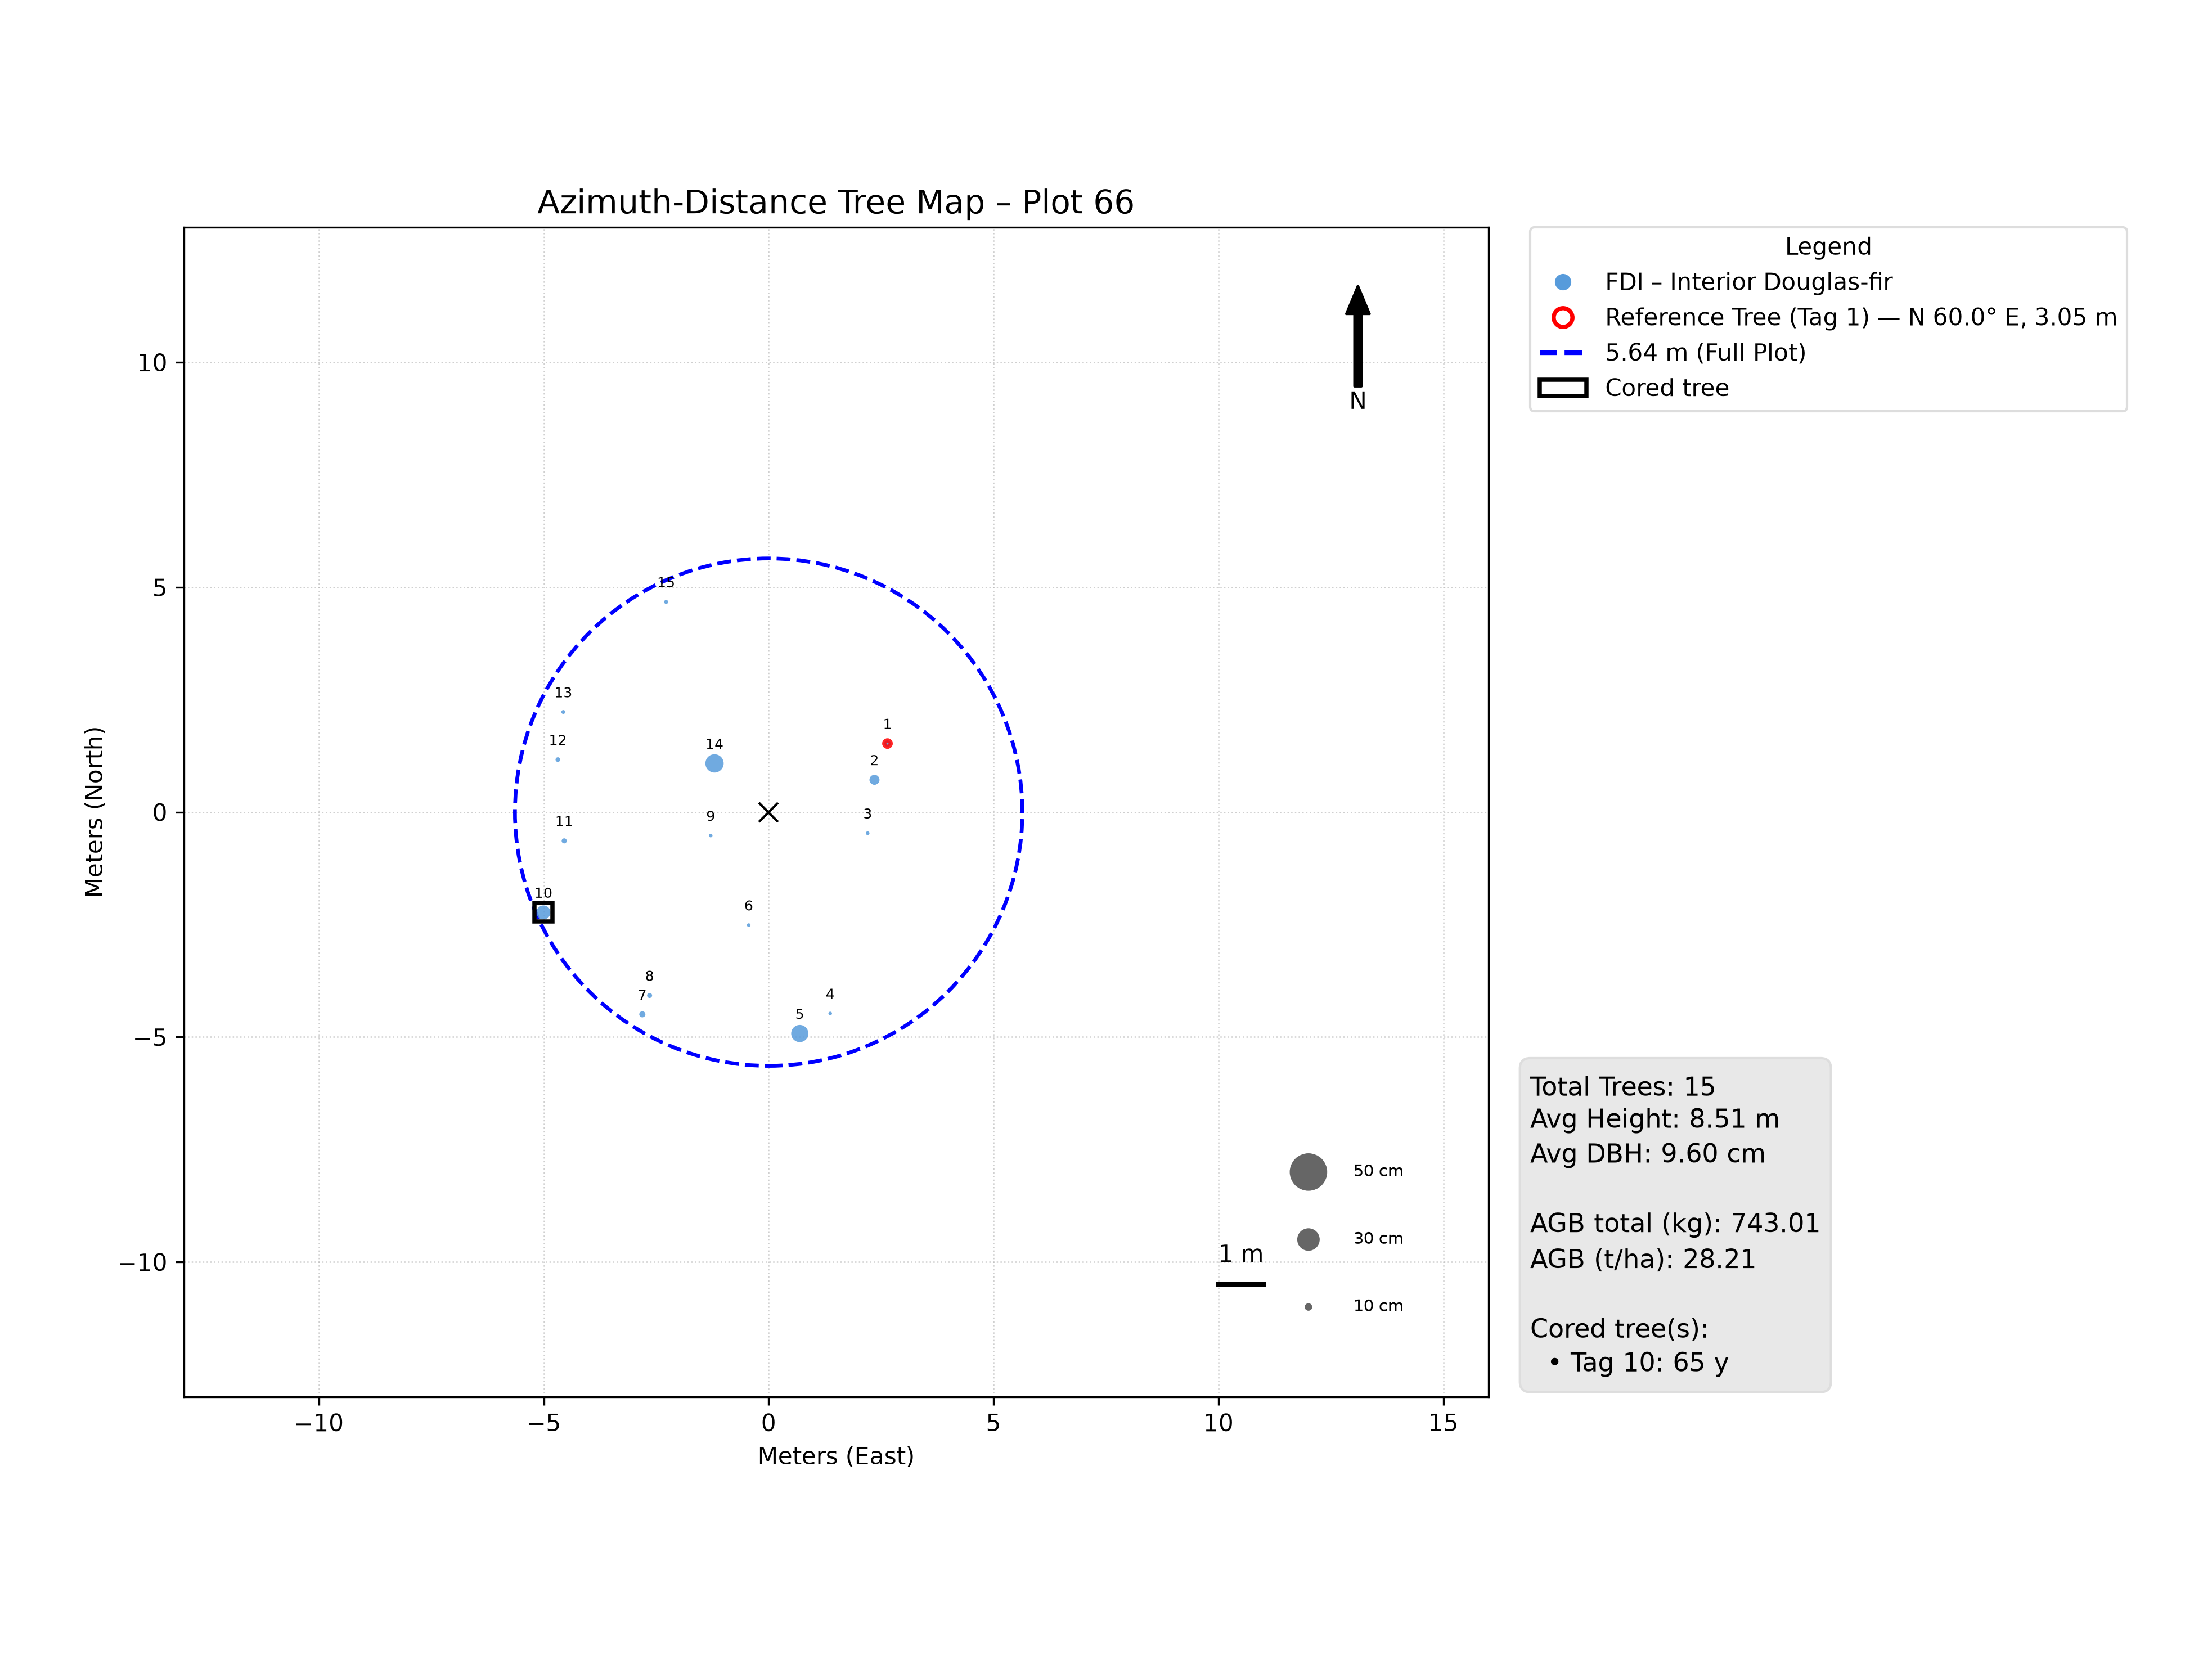 Azimuth-Distance Tree Map – Plot 66
Legend
FDI – Interior Douglas-fir
Reference Tree (Tag 1) — N 60.0° E, 3.05 m
5.64 m (Full Plot)
Cored tree
N
10
5
0
−5
−10
Meters (North)
15
13
12
14
1
2
11
9
3
10
6
8
7
4
5
50 cm
30 cm
10 cm
1 m
−10
−5
0
5
10
15
Meters (East)
Total Trees: 15
Avg Height: 8.51 m
Avg DBH: 9.60 cm
AGB total (kg): 743.01
AGB (t/ha): 28.21
Cored tree(s):
• Tag 10: 65 y